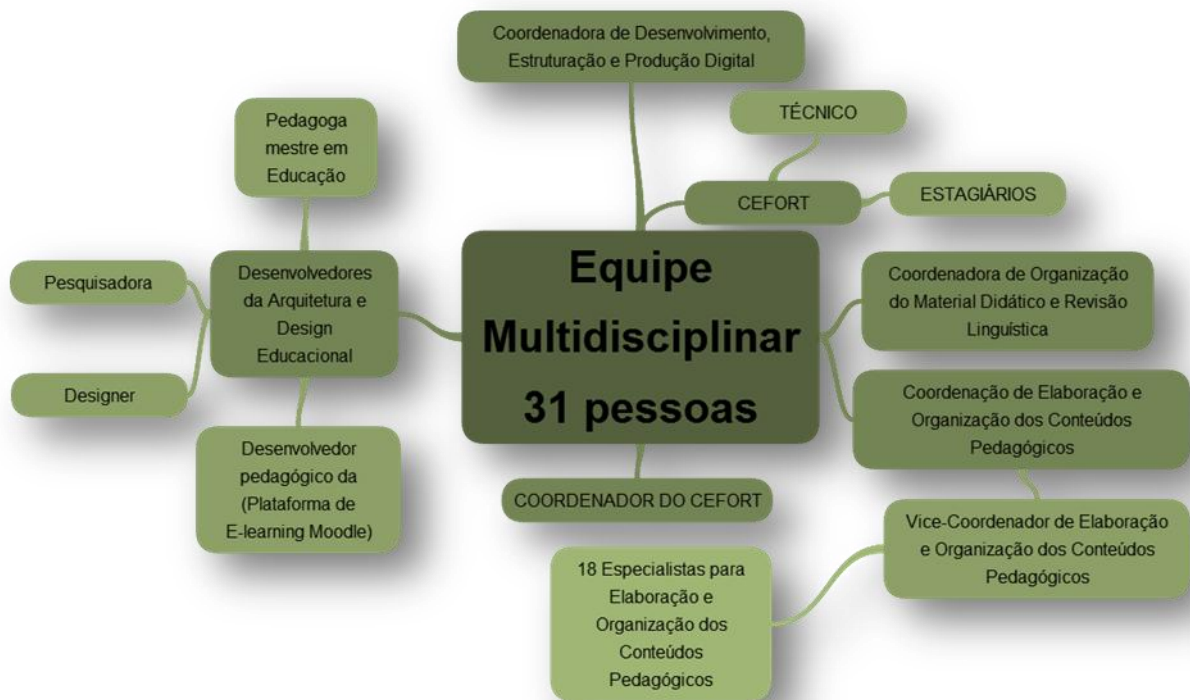 Coordenadora de Desenvolvimento,
Estruturação e Produção Digital
TÉCNICO
CEFORT
ESTAGIÁRIOS
Pedagoga
mestre em
Educação
Pesquisadora
Desenvolvedores
da Arquitetura e
Design
Educacional
Designer
Desenvolvedor
pedagógico da
(Plataforma de
E-learning Moodle)
Equipe
Multidisciplinar
31 pessoas
Coordenadora de Organização
do Material Didático e Revisão
Linguística
Coordenação de Elaboração e
Organização dos Conteúdos
Pedagógicos
COORDENADOR DO CEFORT
Vice-Coordenador de Elaboração
e Organização dos Conteúdos
Pedagógicos
18 Especialistas para
Elaboração e
Organização dos
Conteúdos
Pedagógicos